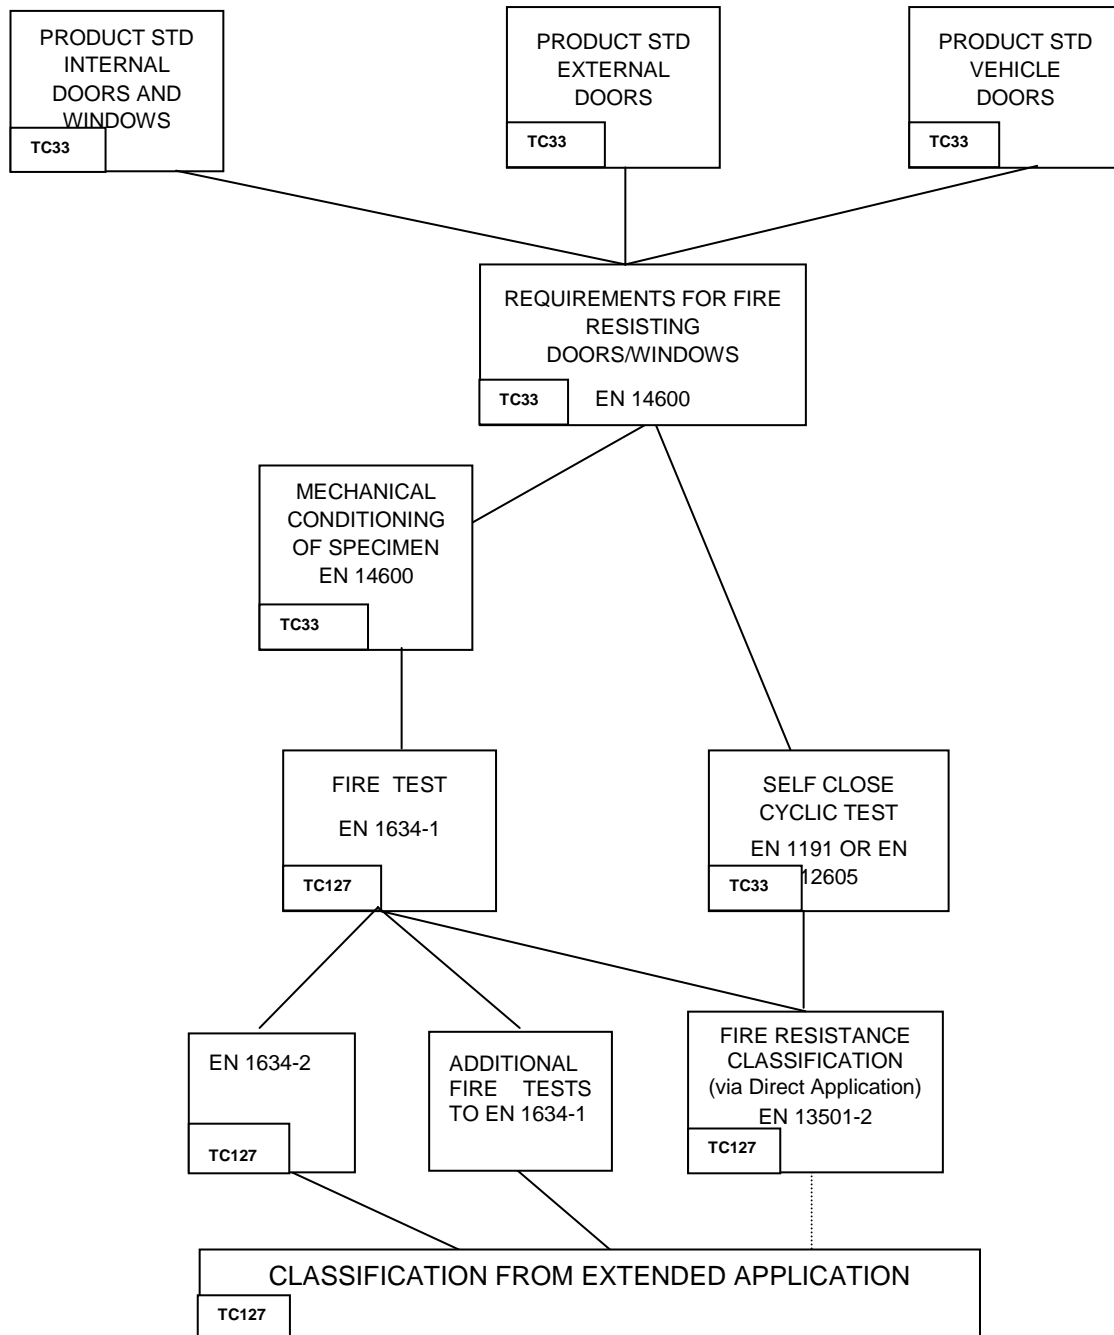 PRODUCT STD
INTERNAL
DOORS AND
WINDOWS
TC33
PRODUCT STD
EXTERNAL
DOORS
TC33
PRODUCT STD
VEHICLE
DOORS
TC33
REQUIREMENTS FOR FIRE
RESISTING
DOORS/WINDOWS
EN 14600
TC33
MECHANICAL
CONDITIONING
OF SPECIMEN
EN 14600
TC33
FIRE TEST
EN 1634-1
TC127
SELF CLOSE
CYCLIC TEST
EN 1191 OR EN
12605
TC33
EN 1634-2
TC127
ADDITIONAL
FIRE TESTS
TO EN 1634-1
FIRE RESISTANCE
CLASSIFICATION
(via Direct Application)
EN 13501-2
TC127
CLASSIFICATION FROM EXTENDED APPLICATION
TC127